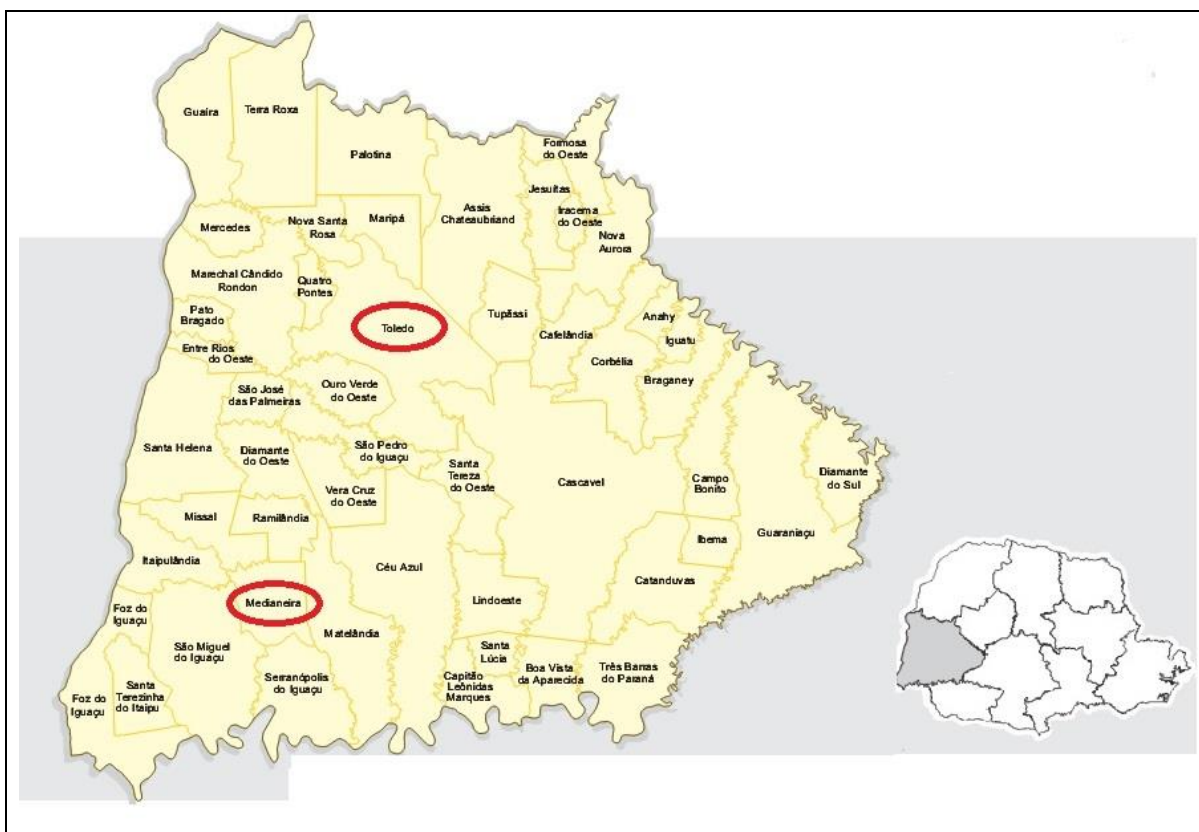 Guaíra
Terra Roxa
Palotina
Formosa
do Oeste
Jesuítas
Iracema
do Oeste
Assis
Chateaubriand
Nova
Aurora
Mercedes
Nova Santa
Rosa
Maripá
Marechal Cândido
Rondon
Quatro
Pontes
Pato
Bragado
Toledo
Tupãssi
Cafelândia
Anahy
Iguatu
Corbélia
Braganey
Entre Rios
do Oeste
São José
das Palmeiras
Ouro Verde
do Oeste
Santa Helena
Diamante
do Oeste
São Pedro
do Iguaçu
Santa
Tereza
do Oeste
Cascavel
Campo
Bonito
Diamante
do Sul
Vera Cruz
do Oeste
Missal
Ramilândia
Ibema
Guaraniaçu
Itaipulândia
Céu Azul
Catanduvas
Foz do
Iguaçu
Medianeira
Lindoeste
São Miguel
do Iguaçu
Matelândia
Santa
Lúcia
Serranópolis
do Iguaçu
Capitão
Leônidas
Marques
Boa Vista
da Aparecida
Três Barras
do Paraná
Foz do
Iguaçu
Santa
Terezinha
do Itaipu